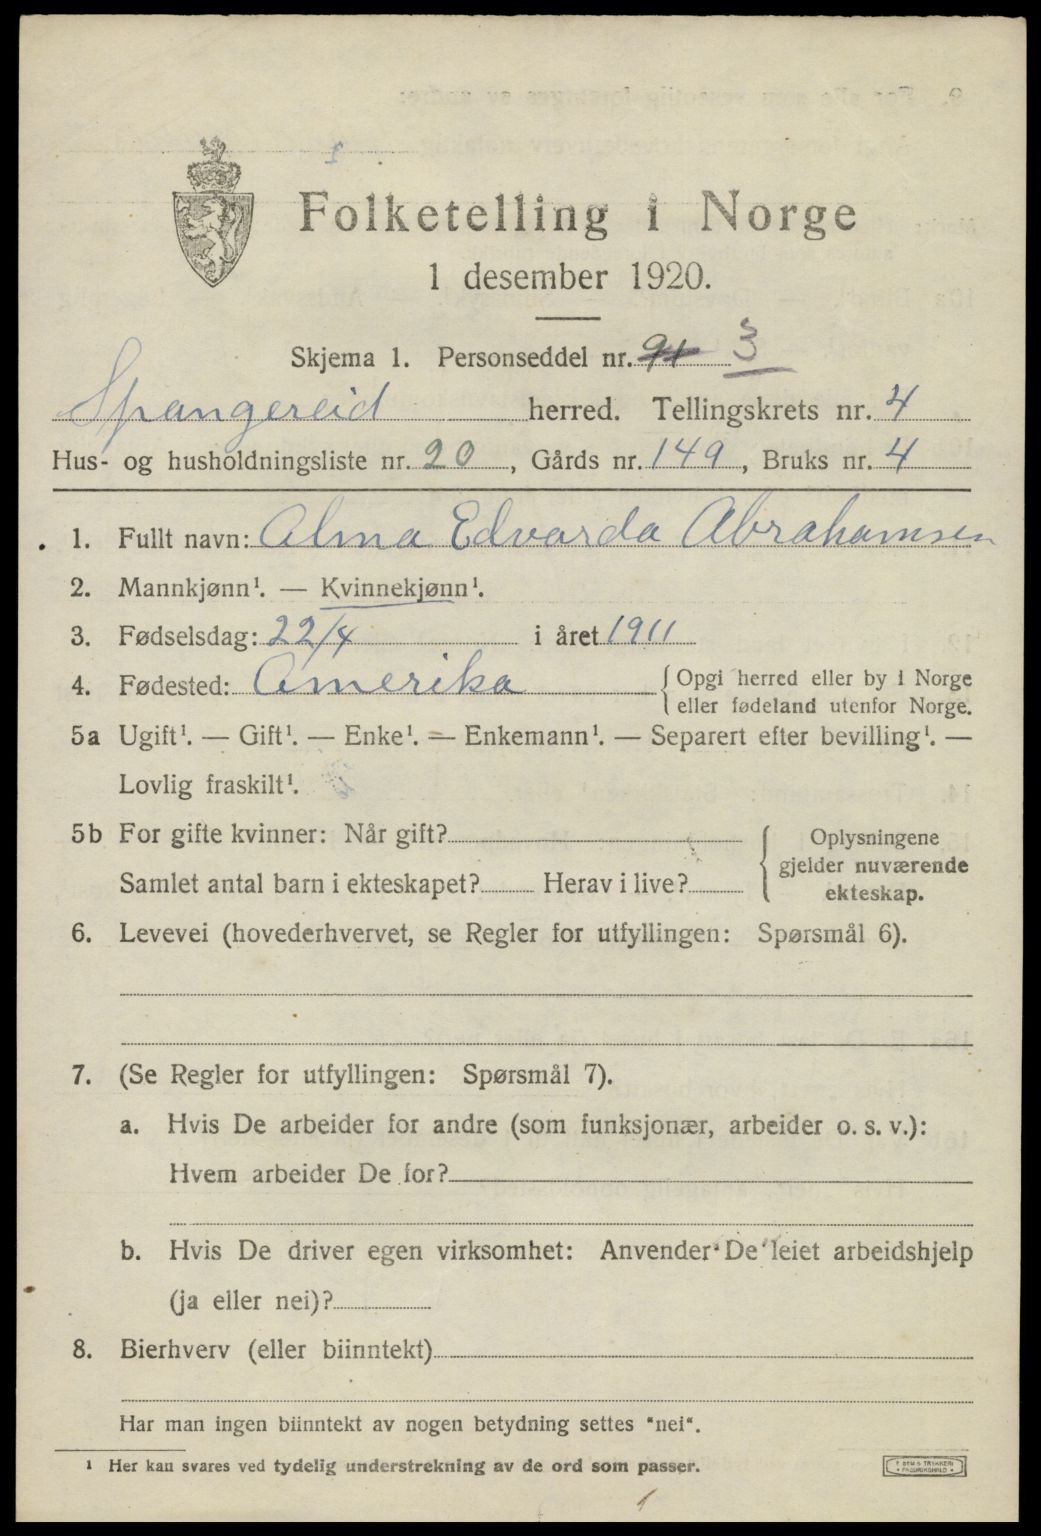 Folketelling i Norge
1 desember 1920.
Skjema 1. Personseddel nr. 91 3
Spangereid herred. Tellingskrets nr. 4
Hus- og husholdningsliste nr. 20, Gårds nr. 149, Bruks nr. 4
1. Fullt navn: Alma Edvarda Abrahamsen
2. Mannkjønn¹. — Kvinnekjønn¹.
3. Fødselsdag: 22/4 i året 1911
4. Fødested: Amerika { Opgi herred eller by i Norge
eller fødeland utenfor Norge.
5a Ugift¹. — Gift¹. — Enke¹. — Enkemann¹. — Separert efter bevilling¹. —
Lovlig fraskilt¹.
5b For gifte kvinner: Når gift?
Samlet antal barn i ekteskapet? Herav i live?
Oplysningene
gjelder nuværende
ekteskap.
6. Levevei (hovederhvervet, se Regler for utfyllingen: Spørsmål 6).
7. (Se Regler for utfyllingen: Spørsmål 7).
a. Hvis De arbeider for andre (som funksjonær, arbeider o. s. v.):
Hvem arbeider De for?
b. Hvis De driver egen virksomhet: Anvender De leiet arbeidshjelp
(ja eller nei)?
8. Bierhverv (eller biinntekt)
Har man ingen biinntekt av nogen betydning settes "nei".
¹ Her kan svares ved tydelig understrekning av de ord som passer.